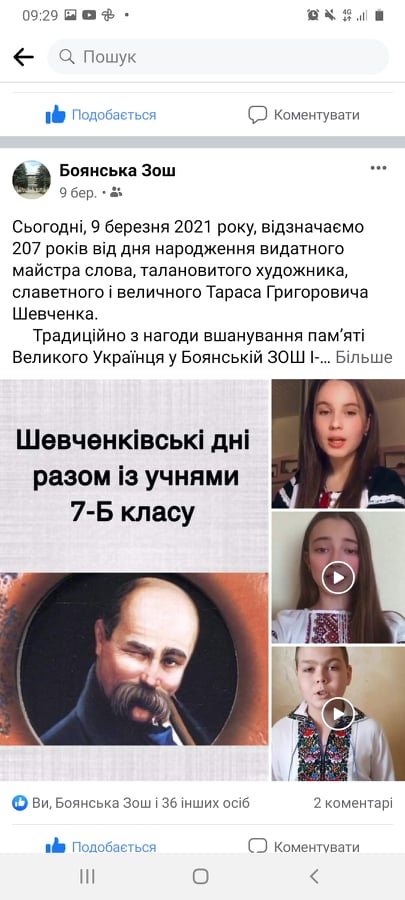 09:29
4G
Пошук
Подобається Коментувати
Боянська Зош
9 бер.
Сьогодні, 9 березня 2021 року, відзначаємо
207 років від дня народження видатного
майстра слова, талановитого художника,
славетного і величного Тараса Григоровича
Шевченка.
Традиційно з нагоди вшанування пам’яті
Великого Українця у Боянській ЗОШ І-... Більше
Шевченківські дні
разом із учнями
7-Б класу
Ви, Боянська Зош і 36 інших осіб 2 коментарі
Подобається Коментувати